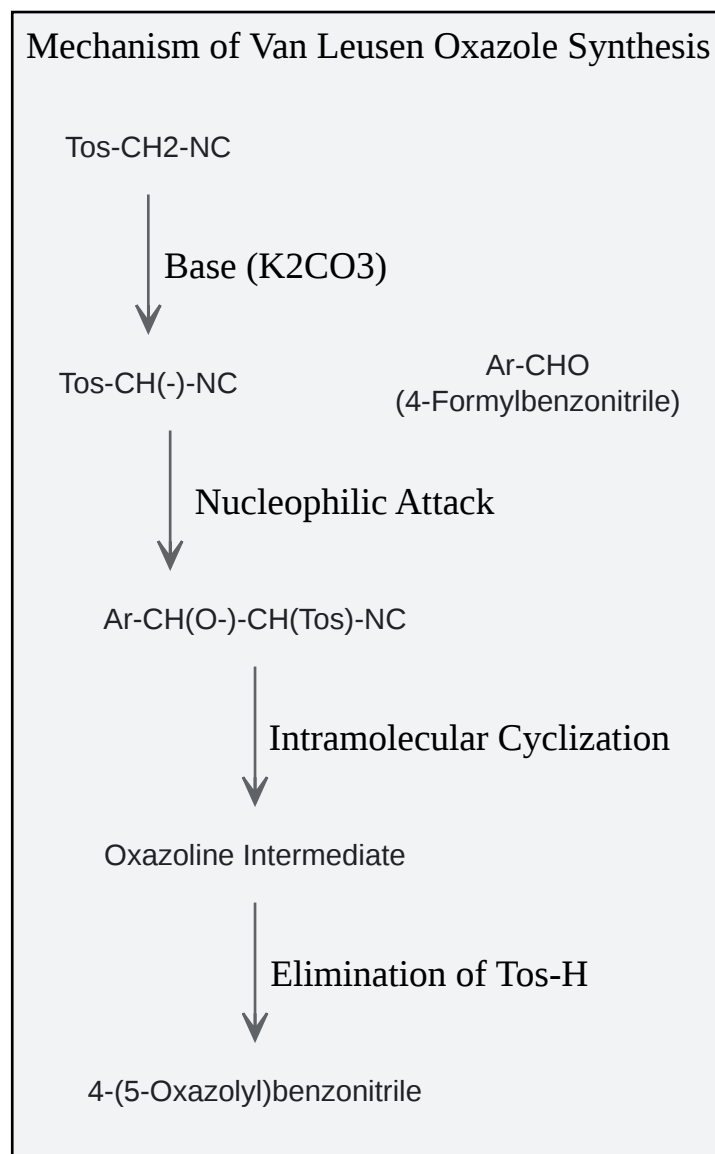 Mechanism of Van Leusen Oxazole Synthesis
Tos-CH2-NC
Base (K2CO3)
Tos-CH(-)-NC
Ar-CHO
(4-Formylbenzonitrile)
Nucleophilic Attack
Ar-CH(O-)-CH(Tos)-NC
Intramolecular Cyclization
Oxazoline Intermediate
Elimination of Tos-H
4-(5-Oxazolyl)benzonitrile